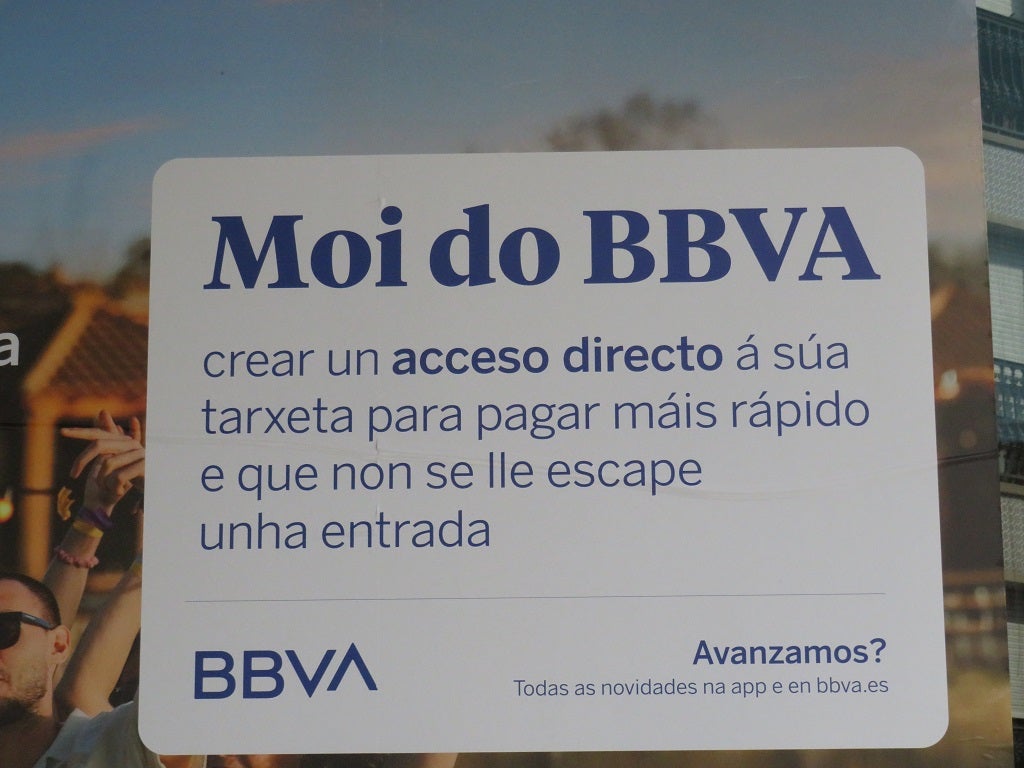 Moi do BBVA
a
crear un acceso directo á súa
tarxeta para pagar máis rápido
e que non se lle escape
unha entrada
BBVA
Avanzamos?
Todas as novidades na app e en bbva.es